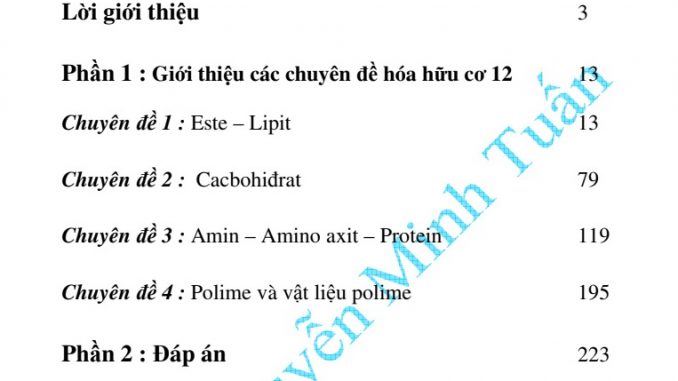 Lời giới thiệu 3
Phần 1 : Giới thiệu các chuyên đề hóa hữu cơ 12 13
Chuyên đề 1 : Este – Lipit 13
Chuyên đề 2 : Cacbohiđrat 79
Chuyên đề 3 : Amin – Amino axit – Protein 119
Chuyên đề 4 : Polime và vật liệu polime 195
Phần 2 : Đáp án 223
Minh Tuấn